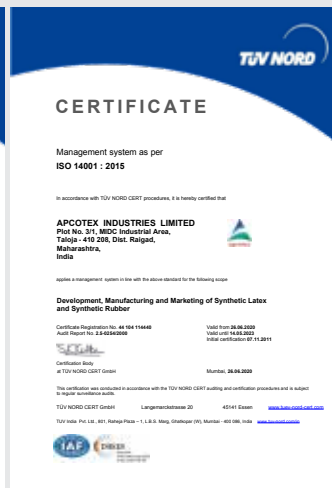 TÜV NORD
CERTIFICATE
Management system as per
ISO 14001 : 2015
In accordance with TÜV NORD CERT procedures, it is hereby certified that
APCOTEX INDUSTRIES LIMITED
Plot No. 3/1, MIDC Industrial Area,
Taloja - 410 208, Dist. Raigad,
Maharashtra,
India
applies a management system in line with the above standard for the following scope
Development, Manufacturing and Marketing of Synthetic Latex
and Synthetic Rubber
Certificate Registration No. 44 104 114440
Audit Report No. 2.5-0254/2000
Valid from 26.06.2020
Valid until 14.05.2023
Initial certification 07.11.2011
Certification Body
at TÜV NORD CERT GmbH
Mumbai, 26.06.2020
This certification was conducted in accordance with the TÜV NORD CERT auditing and certification procedures and is subject
to regular surveillance audits.
TÜV NORD CERT GmbH Langemarckstrasse 20 45141 Essen www.tuev-nord-cert.com
TÜV India Pvt. Ltd., 801, Raheja Plaza – 1, L.B.S. Marg, Ghatkopar (W), Mumbai - 400 086, India
IAF
DAkkS